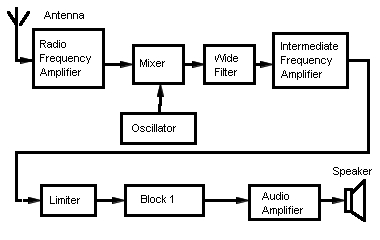 Antenna
Radio
Frequency
Amplifier
Mixer
Wide
Filter
Intermediate
Frequency
Amplifier
Oscillator
Speaker
Limiter
Block 1
Audio
Amplifier